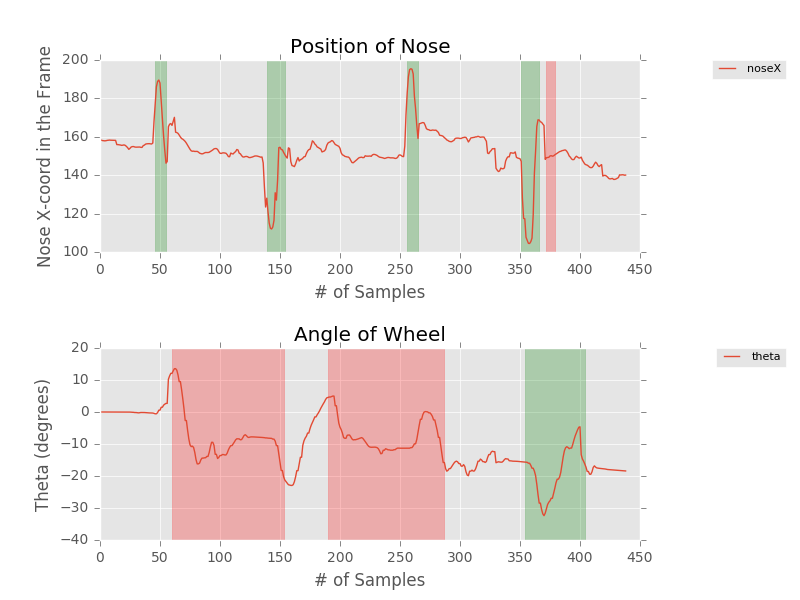 Position of Nose
Nose X-coord in the Frame
200
180
160
140
120
100
0 50 100 150 200 250 300 350 400 450
# of Samples
noseX
Angle of Wheel
Theta (degrees)
20
10
0
−10
−20
−30
−40
0 50 100 150 200 250 300 350 400 450
# of Samples
theta